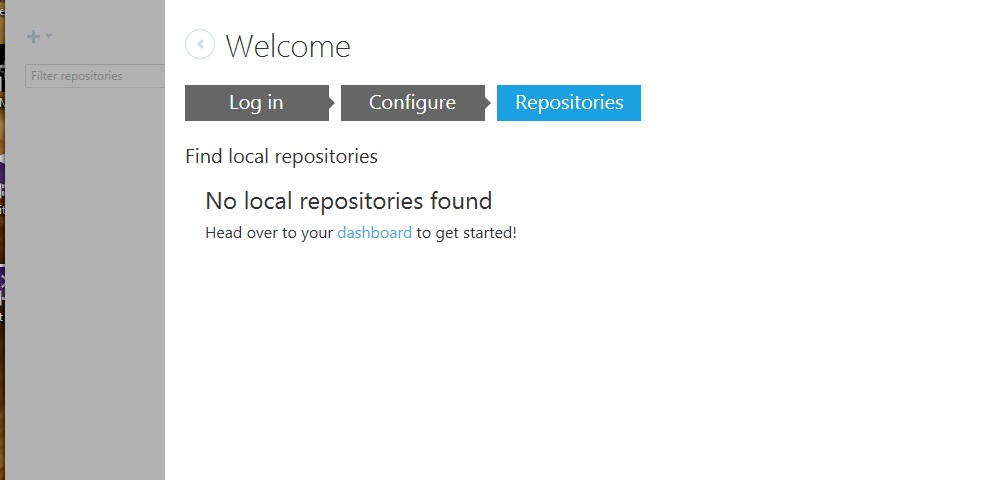 Welcome
Filter repositories
Log in
Configure
Repositories
Find local repositories
No local repositories found
Head over to your dashboard to get started!